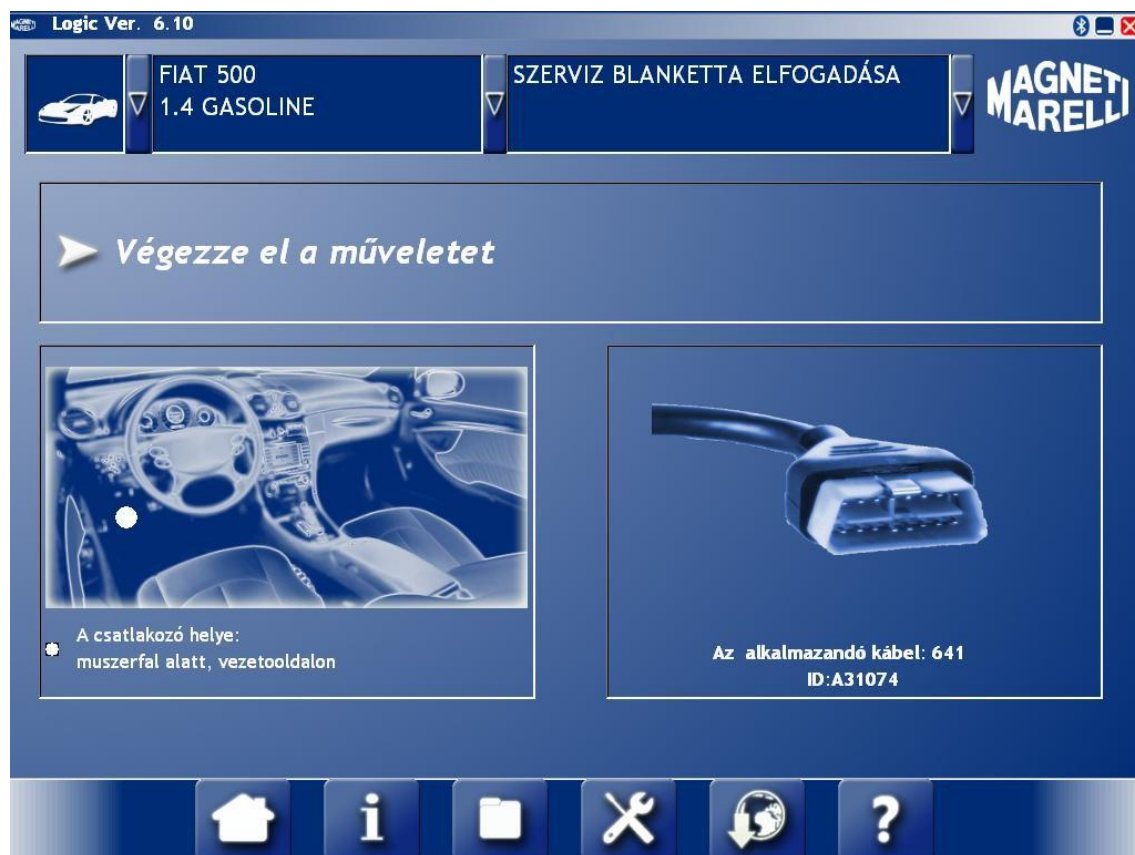 Logic Ver. 6.10
FIAT 500
1.4 GASOLINE
SZERVIZ BLANKETTA ELFOGADÁSA
MAGNETI
MARELLI
Végezze el a műveletet
A csatlakozó helye:
muszerfal alatt, vezetooldalon
Az alkalmazandó kábel: 641
ID:A31074